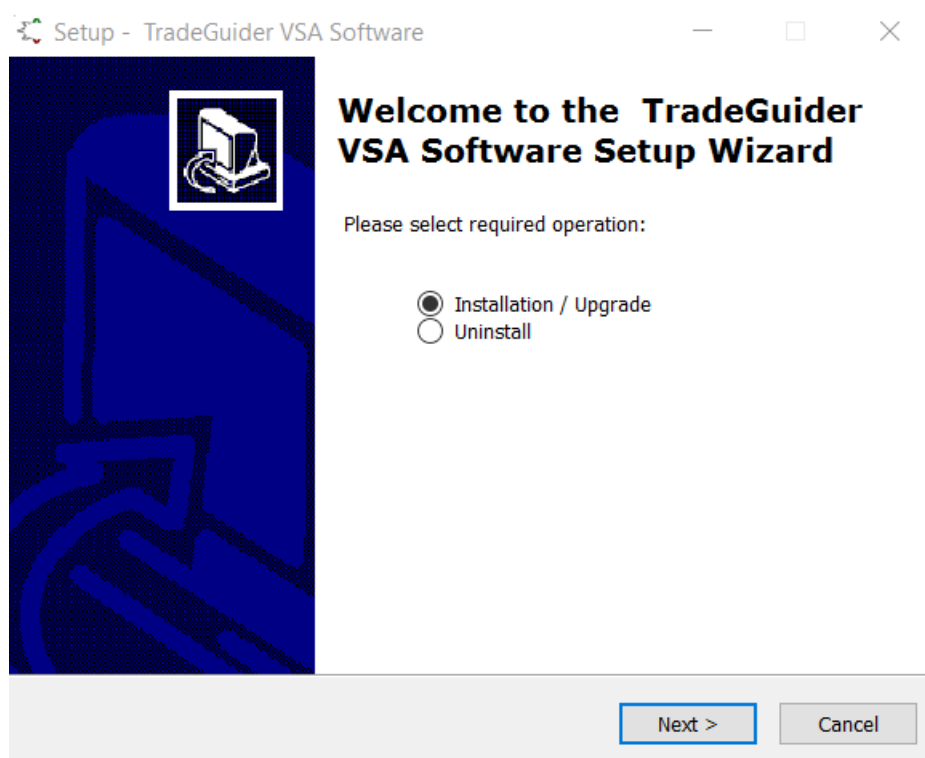 Setup - TradeGuider VSA Software
Welcome to the TradeGuider
VSA Software Setup Wizard
Please select required operation:
Installation / Upgrade
Uninstall
Next >
Cancel